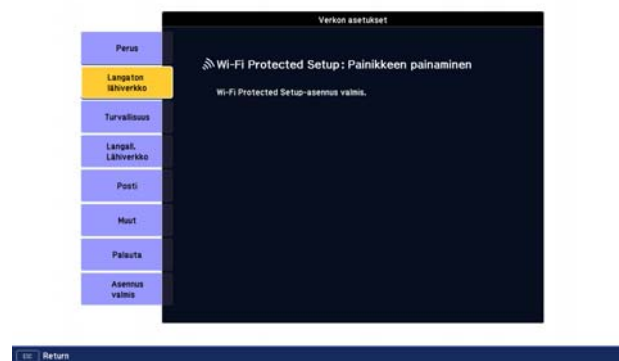 Verkon asetukset
Perus
Langaton
lähiverkko
Turvallisuus
Langall.
Lähiverkko
Posti
Muut
Palauta
Asennus
valmis
Wi-Fi Protected Setup: Painikkeen painaminen
Wi-Fi Protected Setup-asennus valmis.
Esc Return